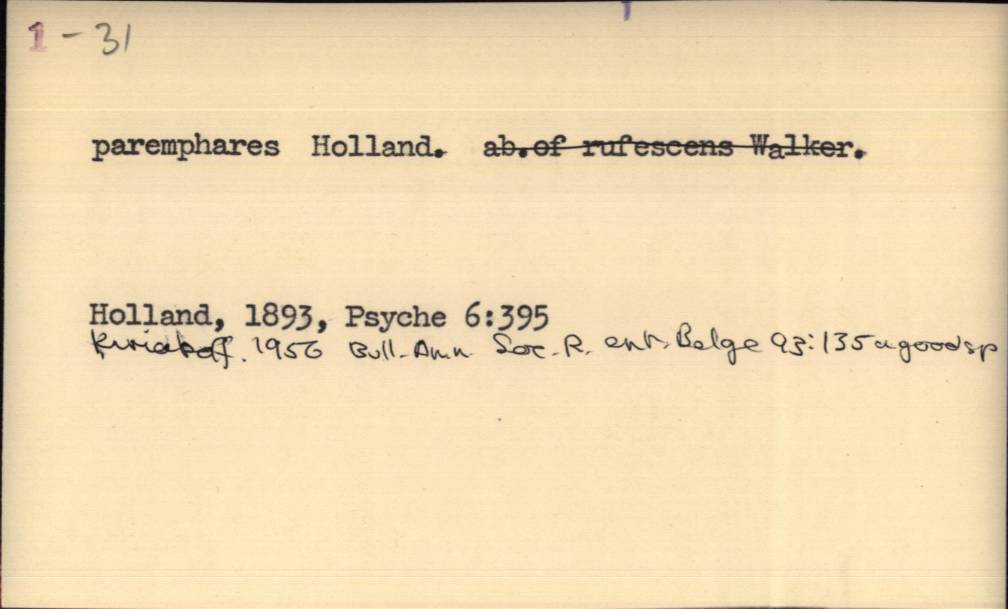 1 - 31
paremphares Holland. ab.of rufescens Walker.
Holland, 1893, Psyche 6:395
Kiriakoff. 1956 Bull. Ann. Soc. R. ent. Belge 93:135 a good sp